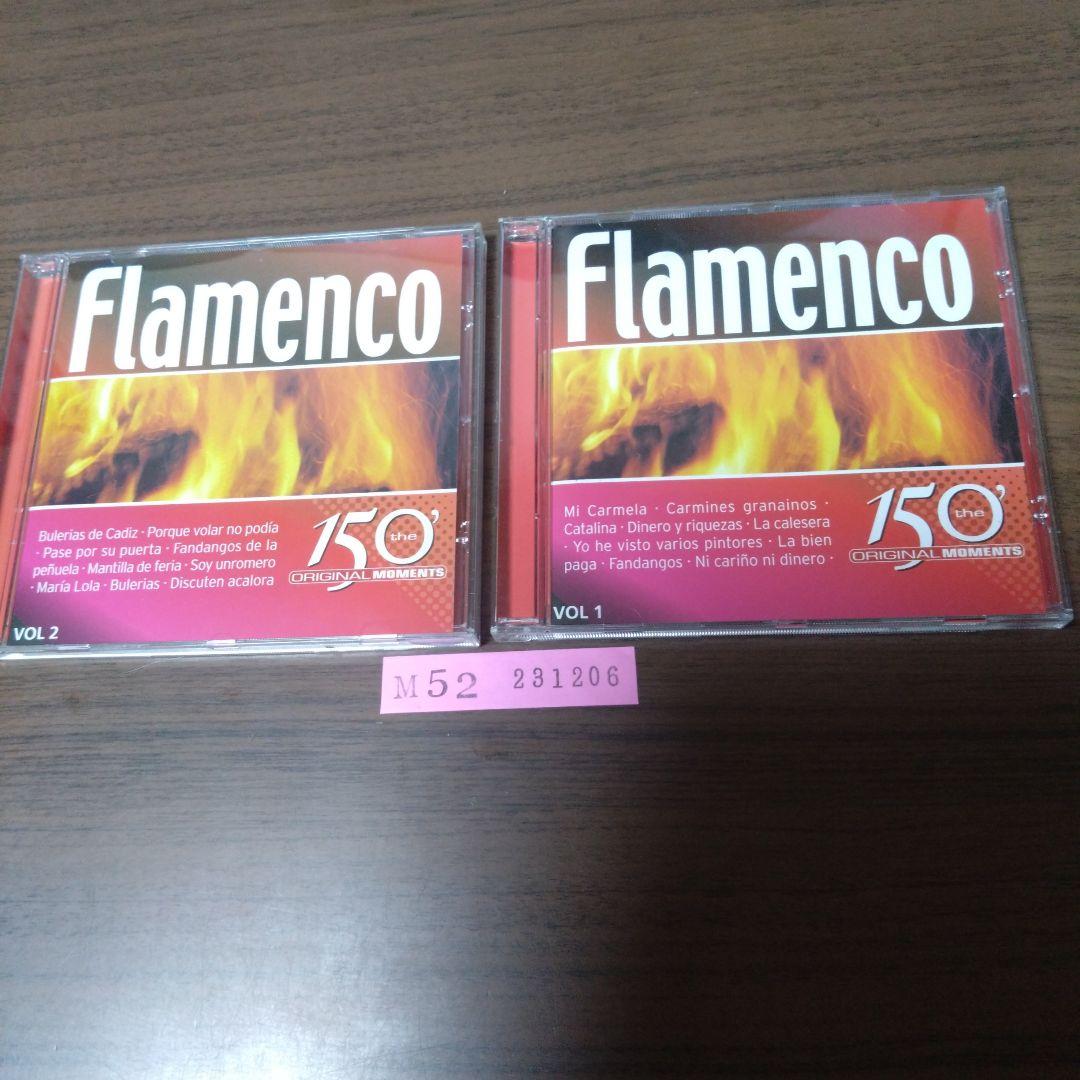 Flamenco
Bulerias de Cadiz · Porque volar no podía
· Pase por su puerta · Fandangos de la
peñuela · Mantilla de feria · Soy unromero
· María Lola · Bulerias · Discuten acalora
150'
the
ORIGINAL MOMENTS
VOL 2
Flamenco
Mi Carmela · Carmines granainos ·
Catalina · Dinero y riquezas · La calesera
· Yo he visto varios pintores · La bien
paga · Fandangos · Ni cariño ni dinero ·
150'
the
ORIGINAL MOMENTS
VOL 1
M52 231206